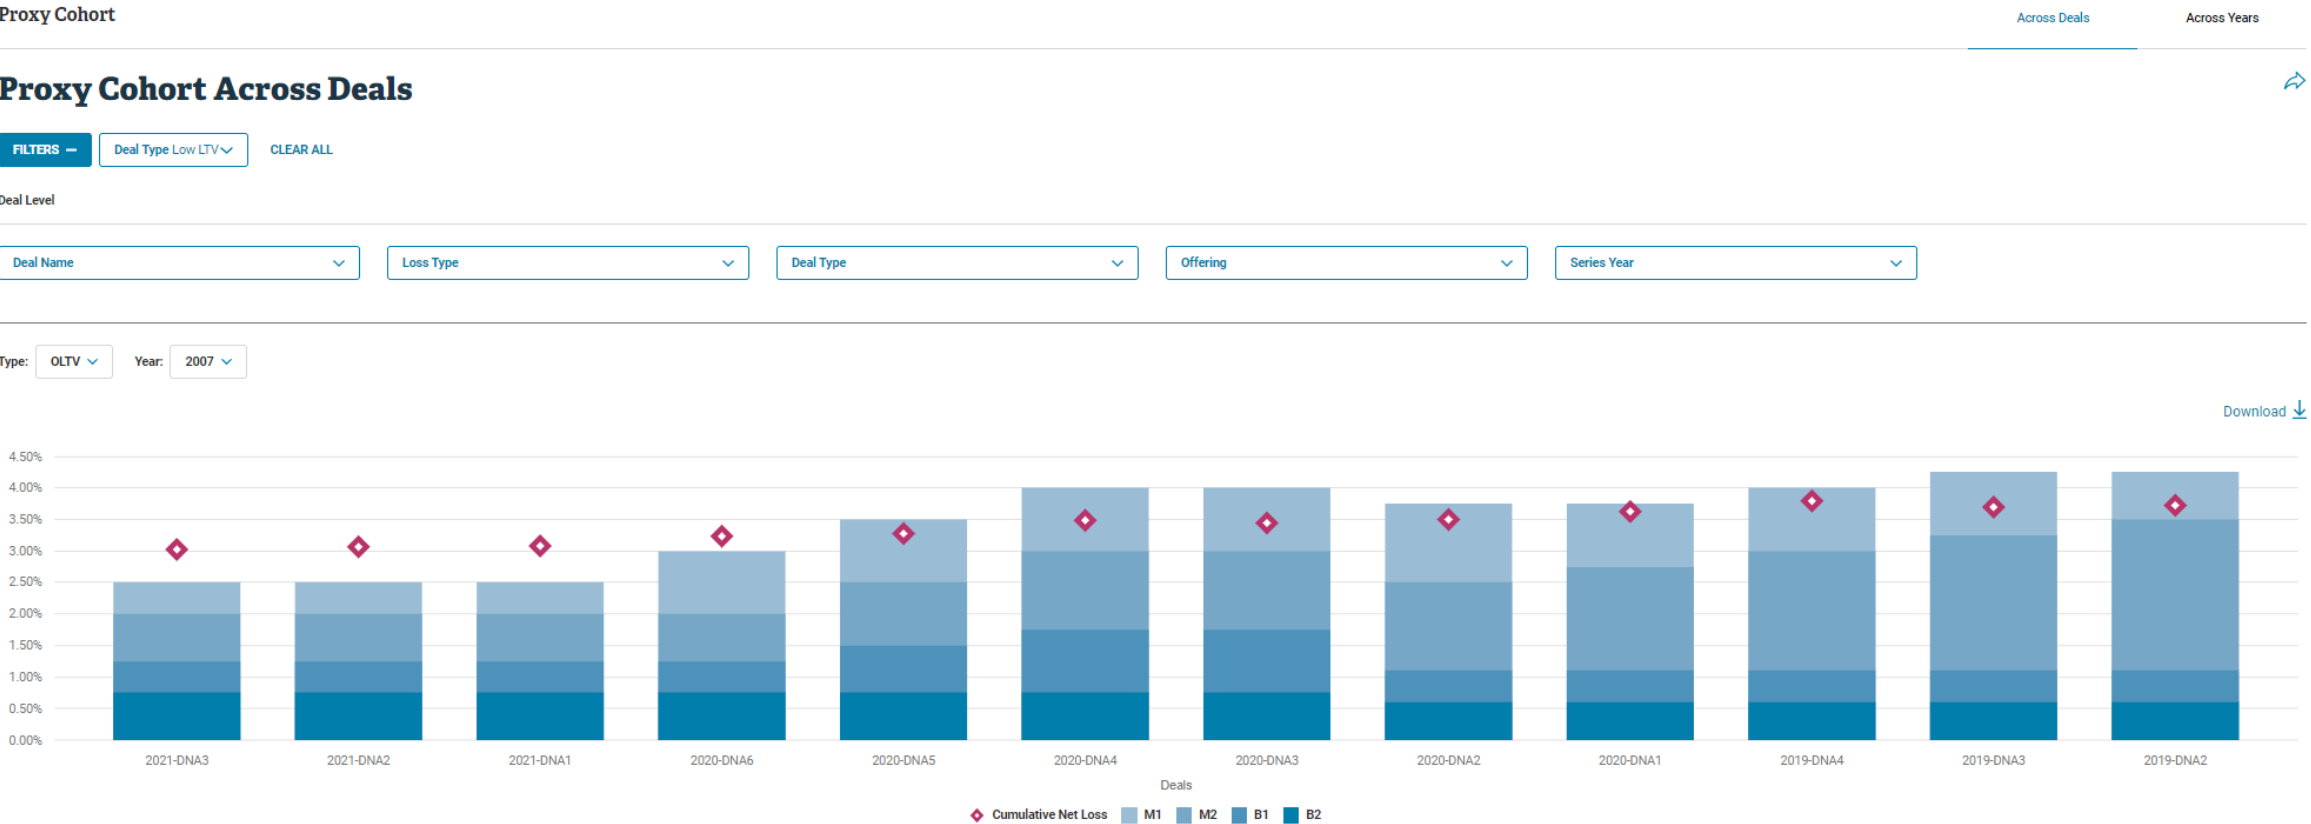 Proxy Cohort
Across Deals
Across Years
Proxy Cohort Across Deals
FILTERS –
Deal Type Low LTV
CLEAR ALL
Deal Level
Deal Name
Loss Type
Deal Type
Offering
Series Year
Type: OLTV
Year: 2007
Download
4.50%
4.00%
3.50%
3.00%
2.50%
2.00%
1.50%
1.00%
0.50%
0.00%
2021-DNA3
2021-DNA2
2021-DNA1
2020-DNA6
2020-DNA5
2020-DNA4
2020-DNA3
2020-DNA2
2020-DNA1
2019-DNA4
2019-DNA3
2019-DNA2
Deals
Cumulative Net Loss
M1
M2
B1
B2